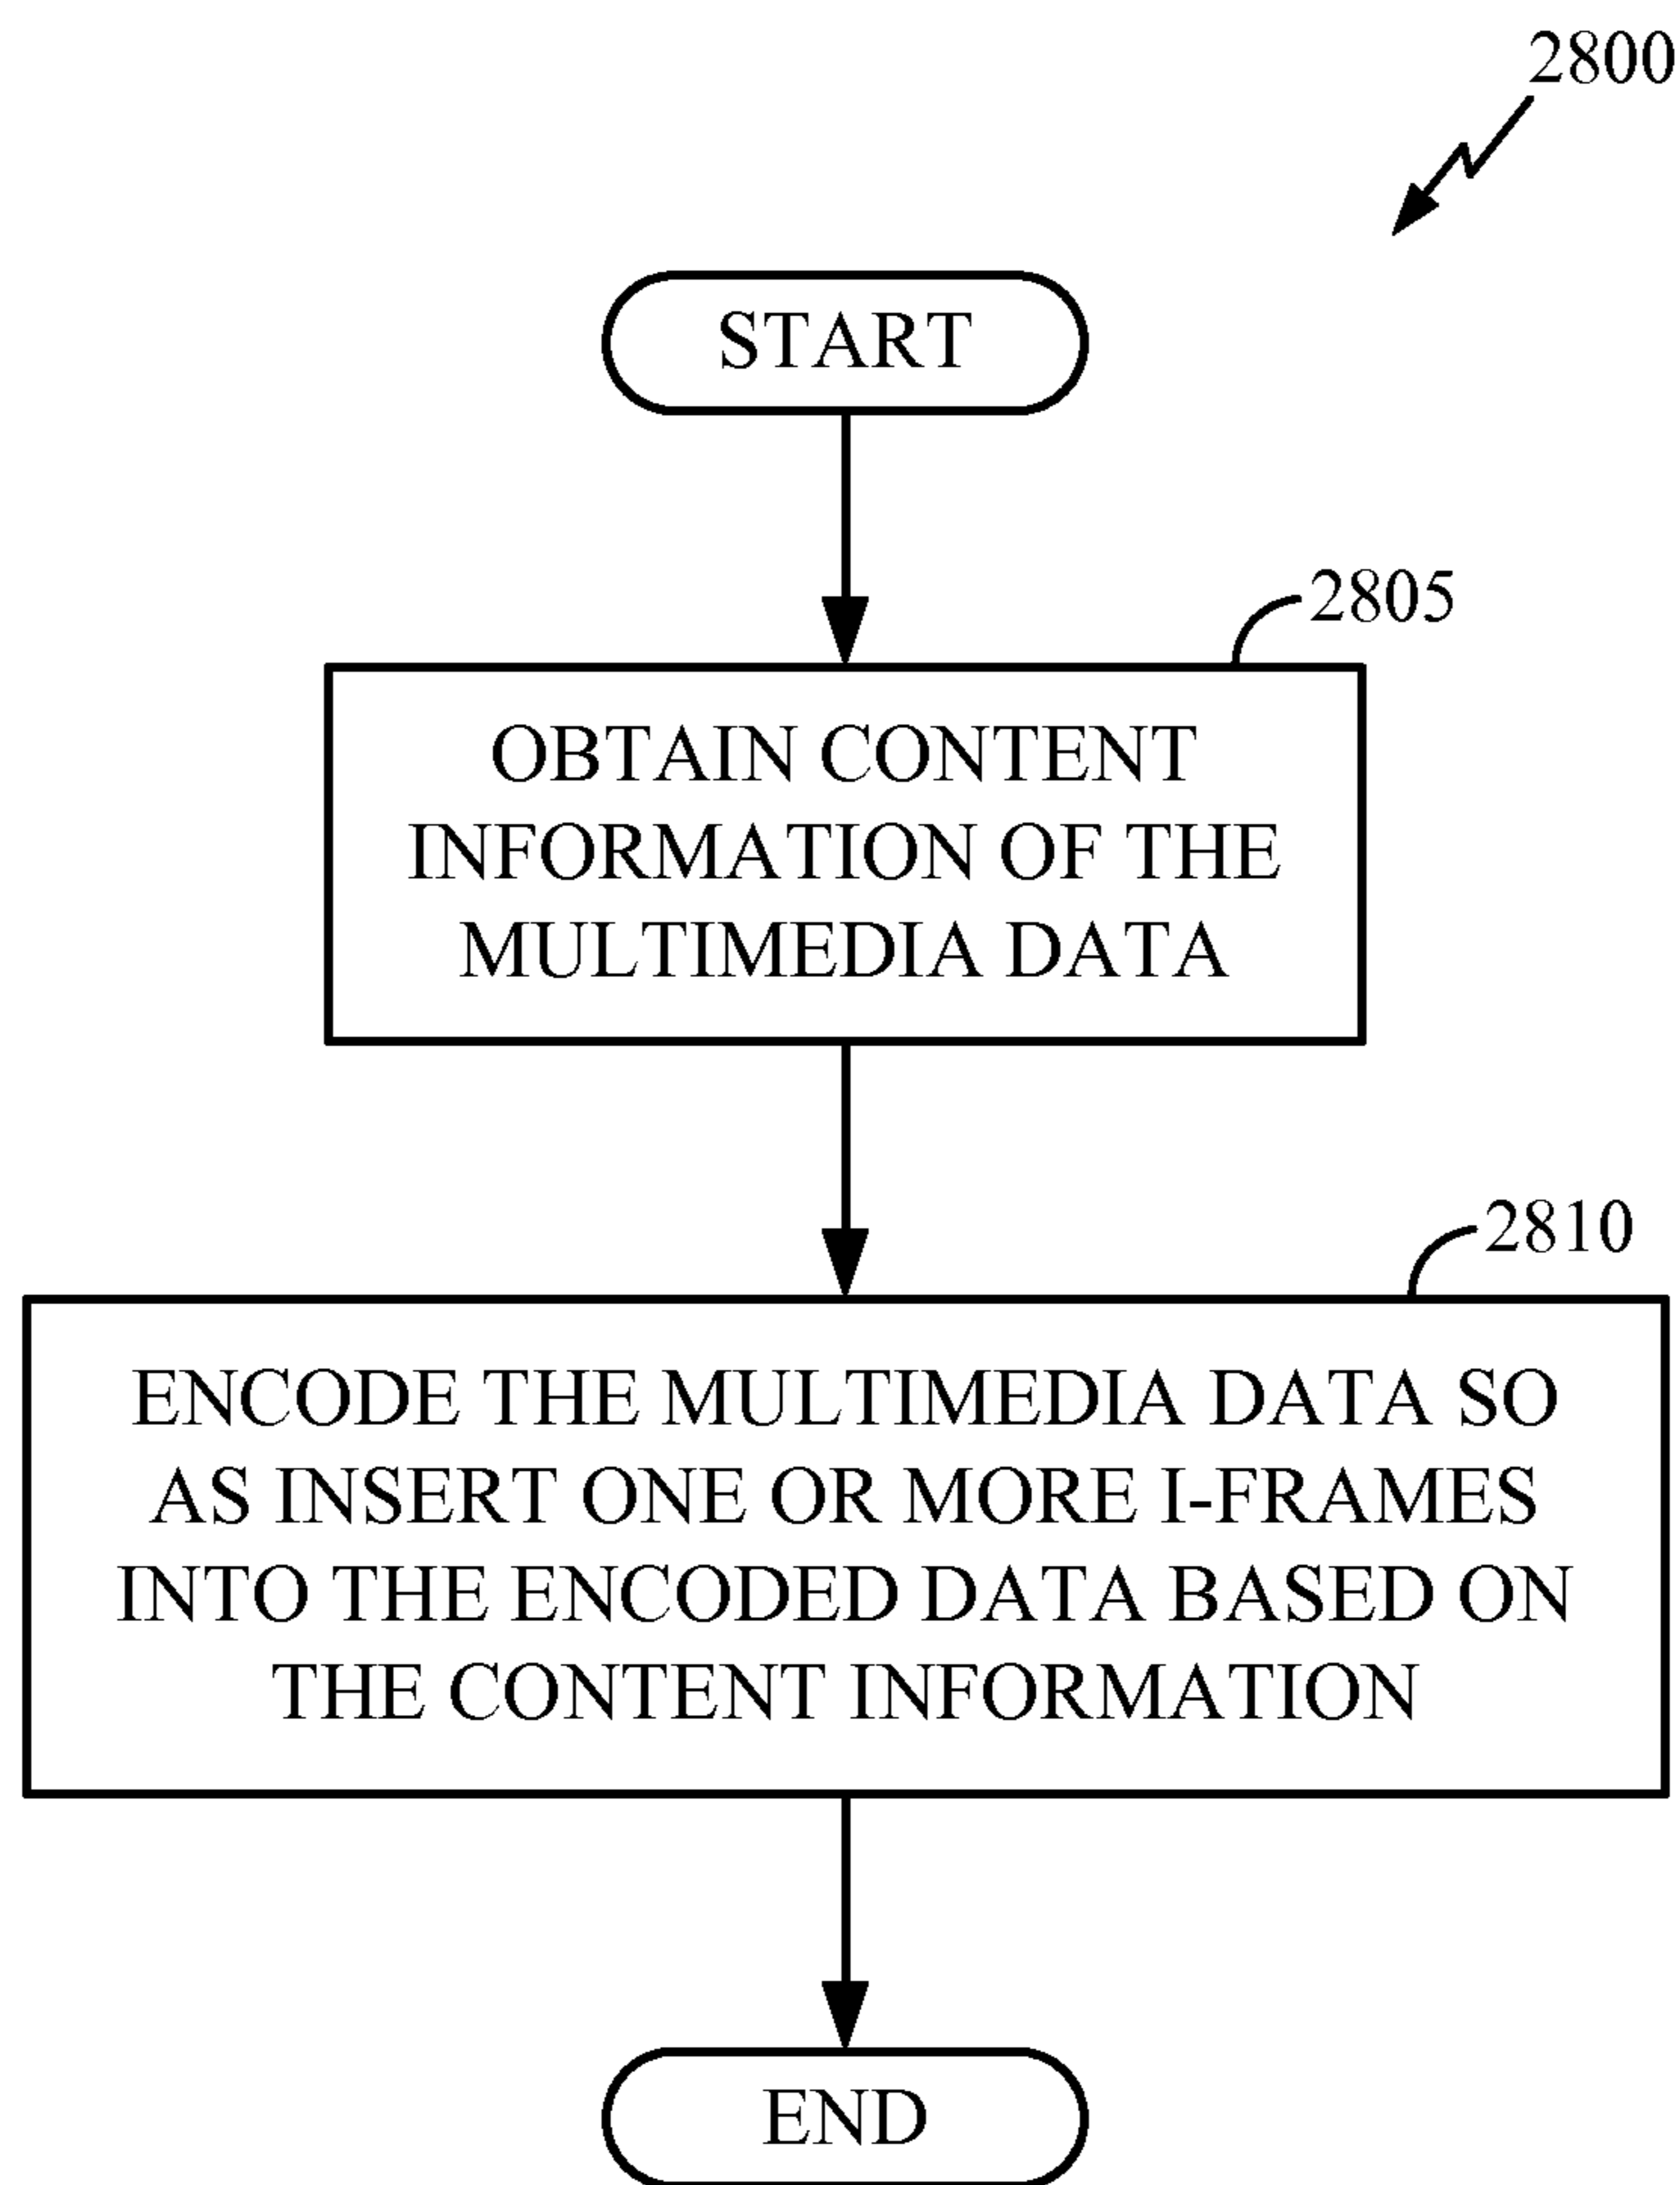 2800
START
2805
OBTAIN CONTENT
INFORMATION OF THE
MULTIMEDIA DATA
2810
ENCODE THE MULTIMEDIA DATA SO
AS INSERT ONE OR MORE I-FRAMES
INTO THE ENCODED DATA BASED ON
THE CONTENT INFORMATION
END